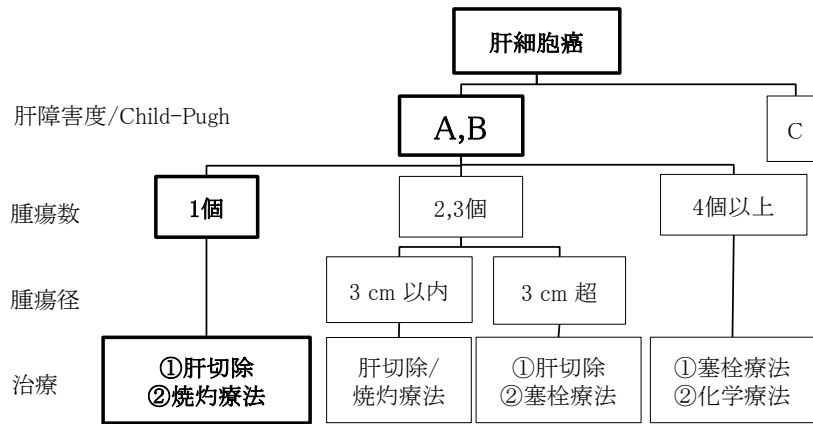 肝細胞癌
肝障害度/Child-Pugh
A,B
C
腫瘍数
1個
2,3個
4個以上
腫瘍径
3 cm 以内
3 cm 超
治療
①肝切除
②焼灼療法
肝切除/
焼灼療法
①肝切除
②塞栓療法
①塞栓療法
②化学療法